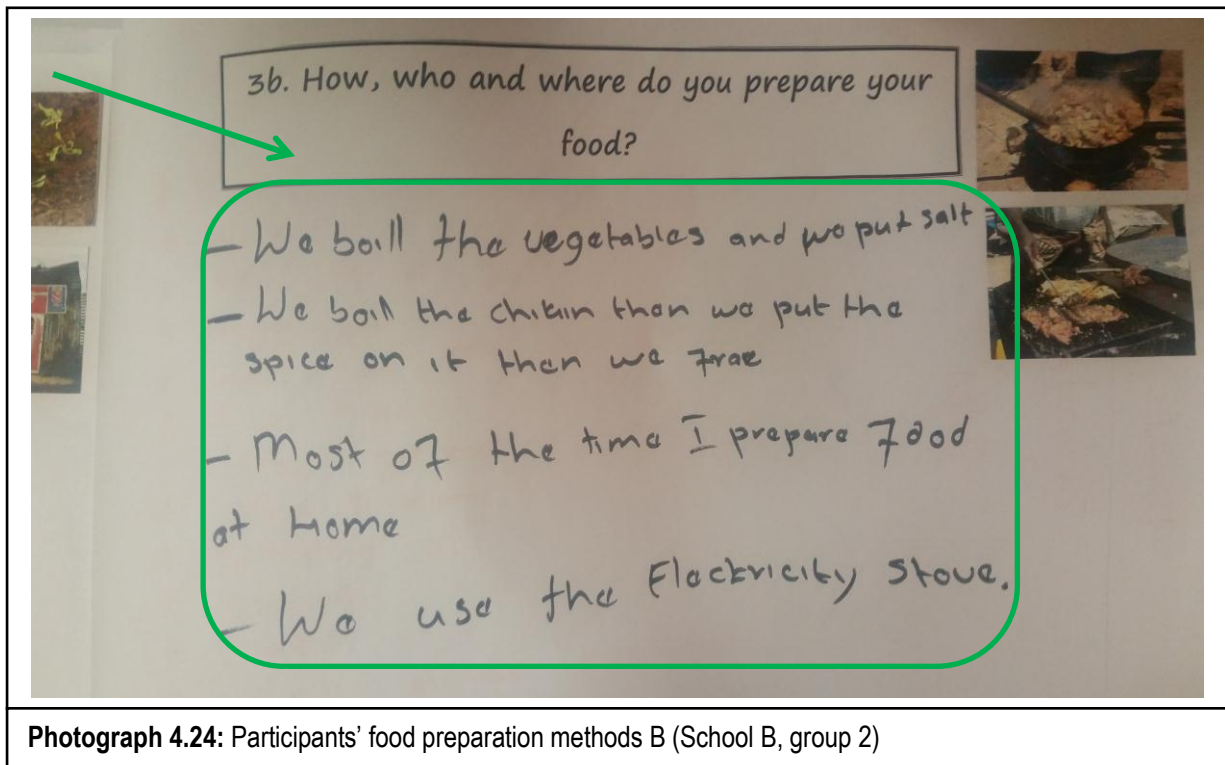 3b. How, who and where do you prepare your
food?
- We boill the vegetables and we put salt
- We boil the chikin then we put the
spice on it then we frae
- Most of the time I prepare food
at Home
- We use the Electricity stove.
Photograph 4.24: Participants' food preparation methods B (School B, group 2)